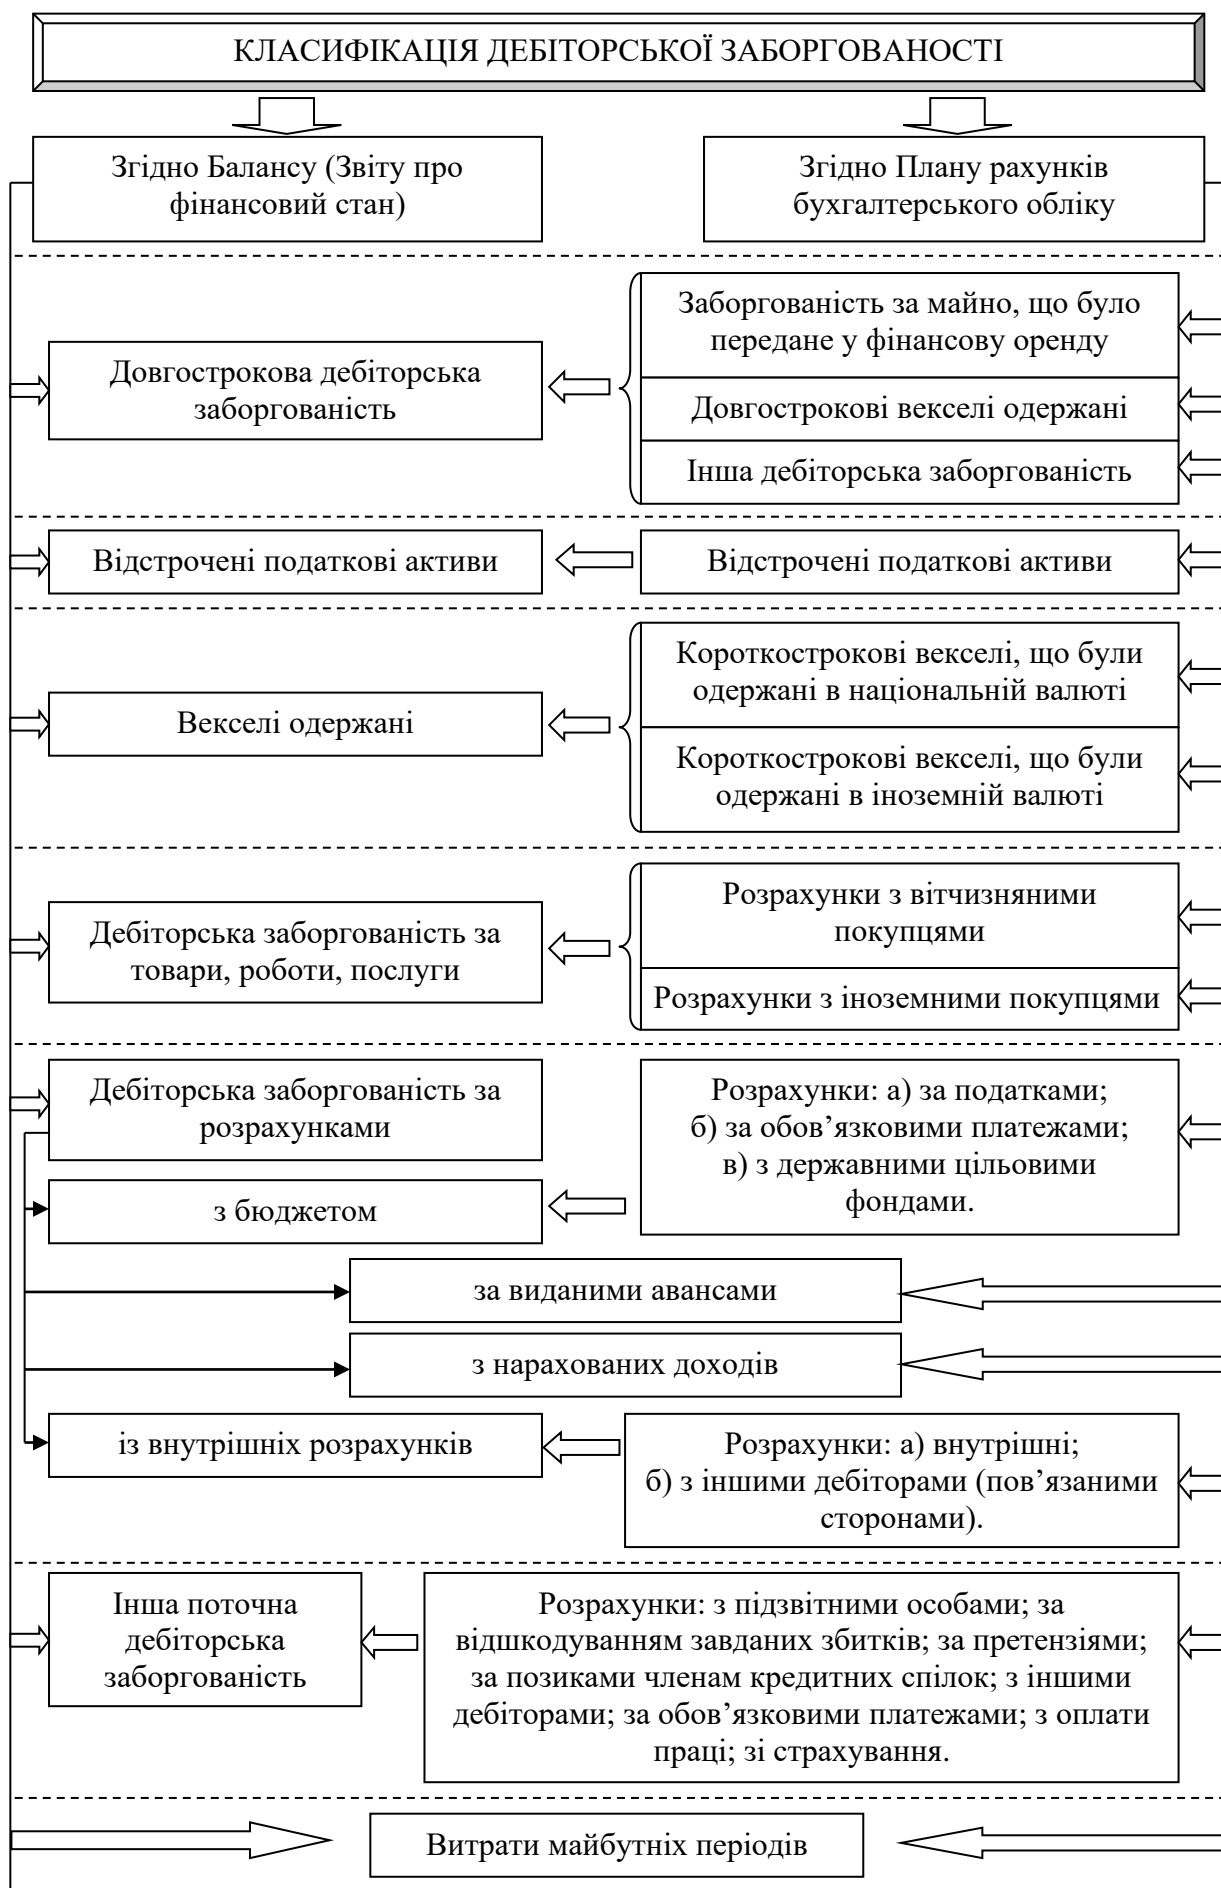 КЛАСИФІКАЦІЯ ДЕБІТОРСЬКОЇ ЗАБОРГОВАНОСТІ
Згідно Балансу (Звіту про
фінансовий стан)
Згідно Плану рахунків
бухгалтерського обліку
Довгострокова дебіторська
заборгованість
Заборгованість за майно, що було
передане у фінансову оренду
Довгострокові векселі одержані
Інша дебіторська заборгованість
Відстрочені податкові активи
Відстрочені податкові активи
Векселі одержані
Короткострокові векселі, що були
одержані в національній валюті
Короткострокові векселі, що були
одержані в іноземній валюті
Дебіторська заборгованість за
товари, роботи, послуги
Розрахунки з вітчизняними
покупцями
Розрахунки з іноземними покупцями
Дебіторська заборгованість за
розрахунками
Розрахунки: а) за податками;
б) за обов’язковими платежами;
в) з державними цільовими
фондами.
з бюджетом
за виданими авансами
з нарахованих доходів
із внутрішніх розрахунків
Розрахунки: а) внутрішні;
б) з іншими дебіторами (пов’язаними
сторонами).
Інша поточна
дебіторська
заборгованість
Розрахунки: з підзвітними особами; за
відшкодуванням завданих збитків; за претензіями;
за позиками членам кредитних спілок; з іншими
дебіторами; за обов’язковими платежами; з оплати
праці; зі страхування.
Витрати майбутніх періодів